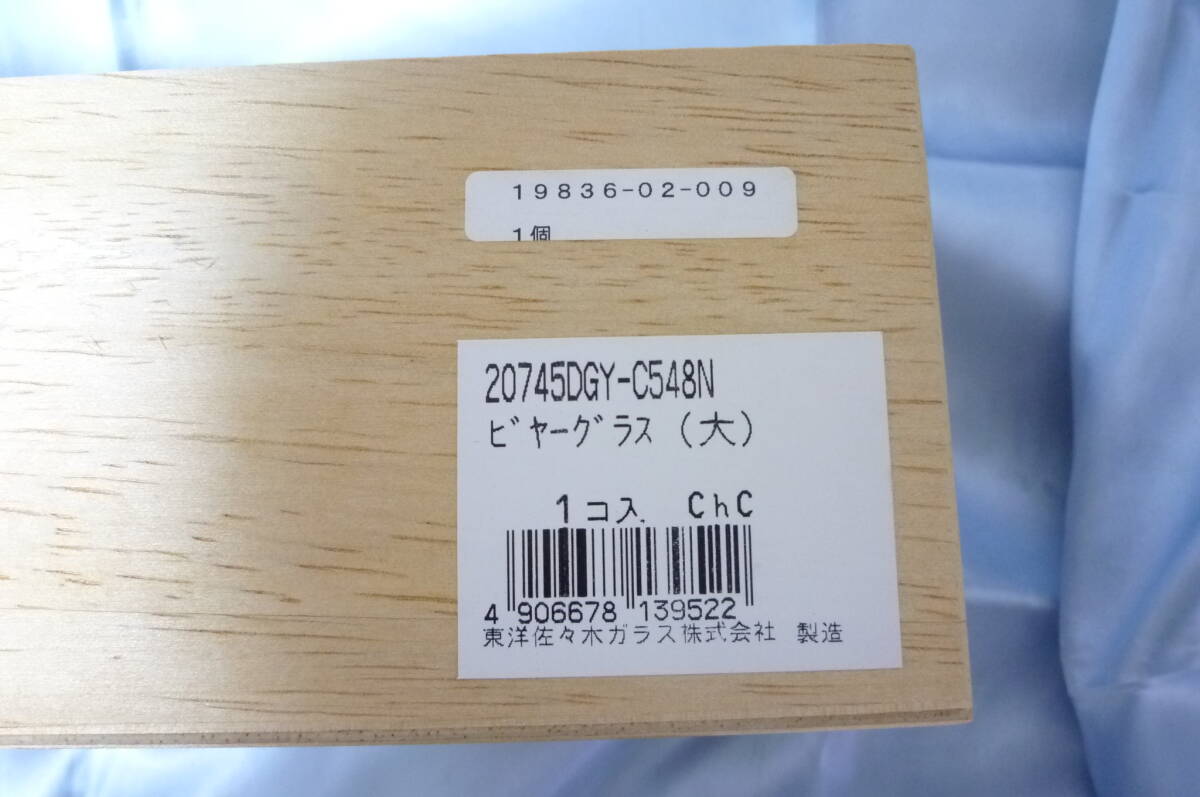 19836-02-009
1個
20745DGY-C548N
ビヤーグラス(大)
1コ入 ChC
4 906678 139522
東洋佐々木ガラス株式会社 製造